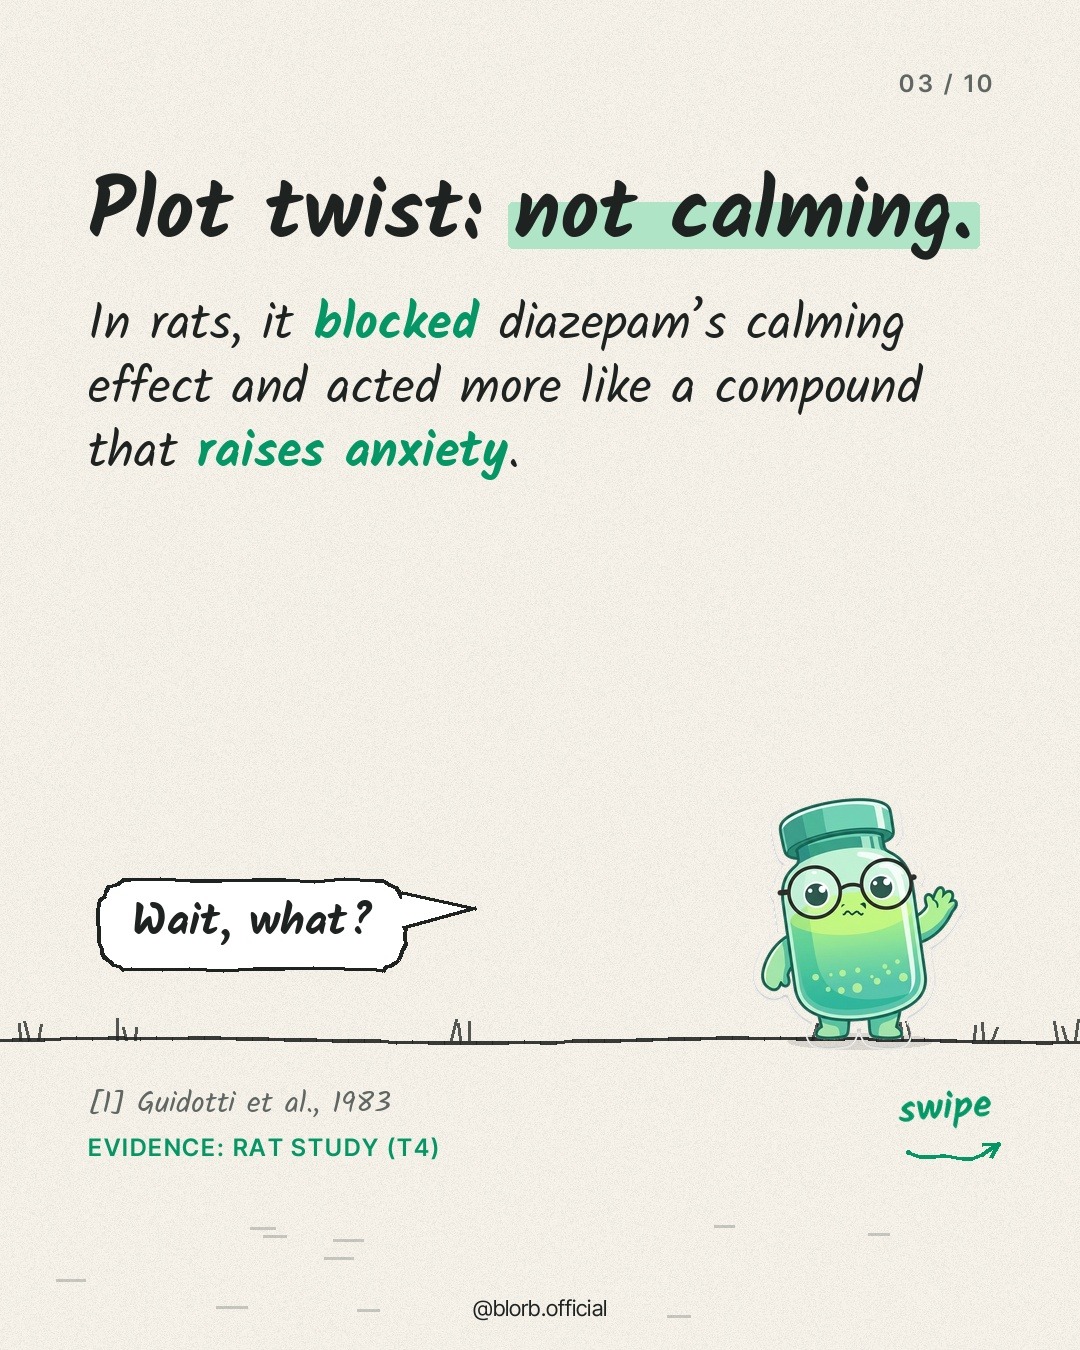 03 / 10
Plot twist: not calming.
In rats, it blocked diazepam’s calming
effect and acted more like a compound
that raises anxiety.
Wait, what?
[1] Guidotti et al., 1983
EVIDENCE: RAT STUDY (T4)
swipe
@blorb.official